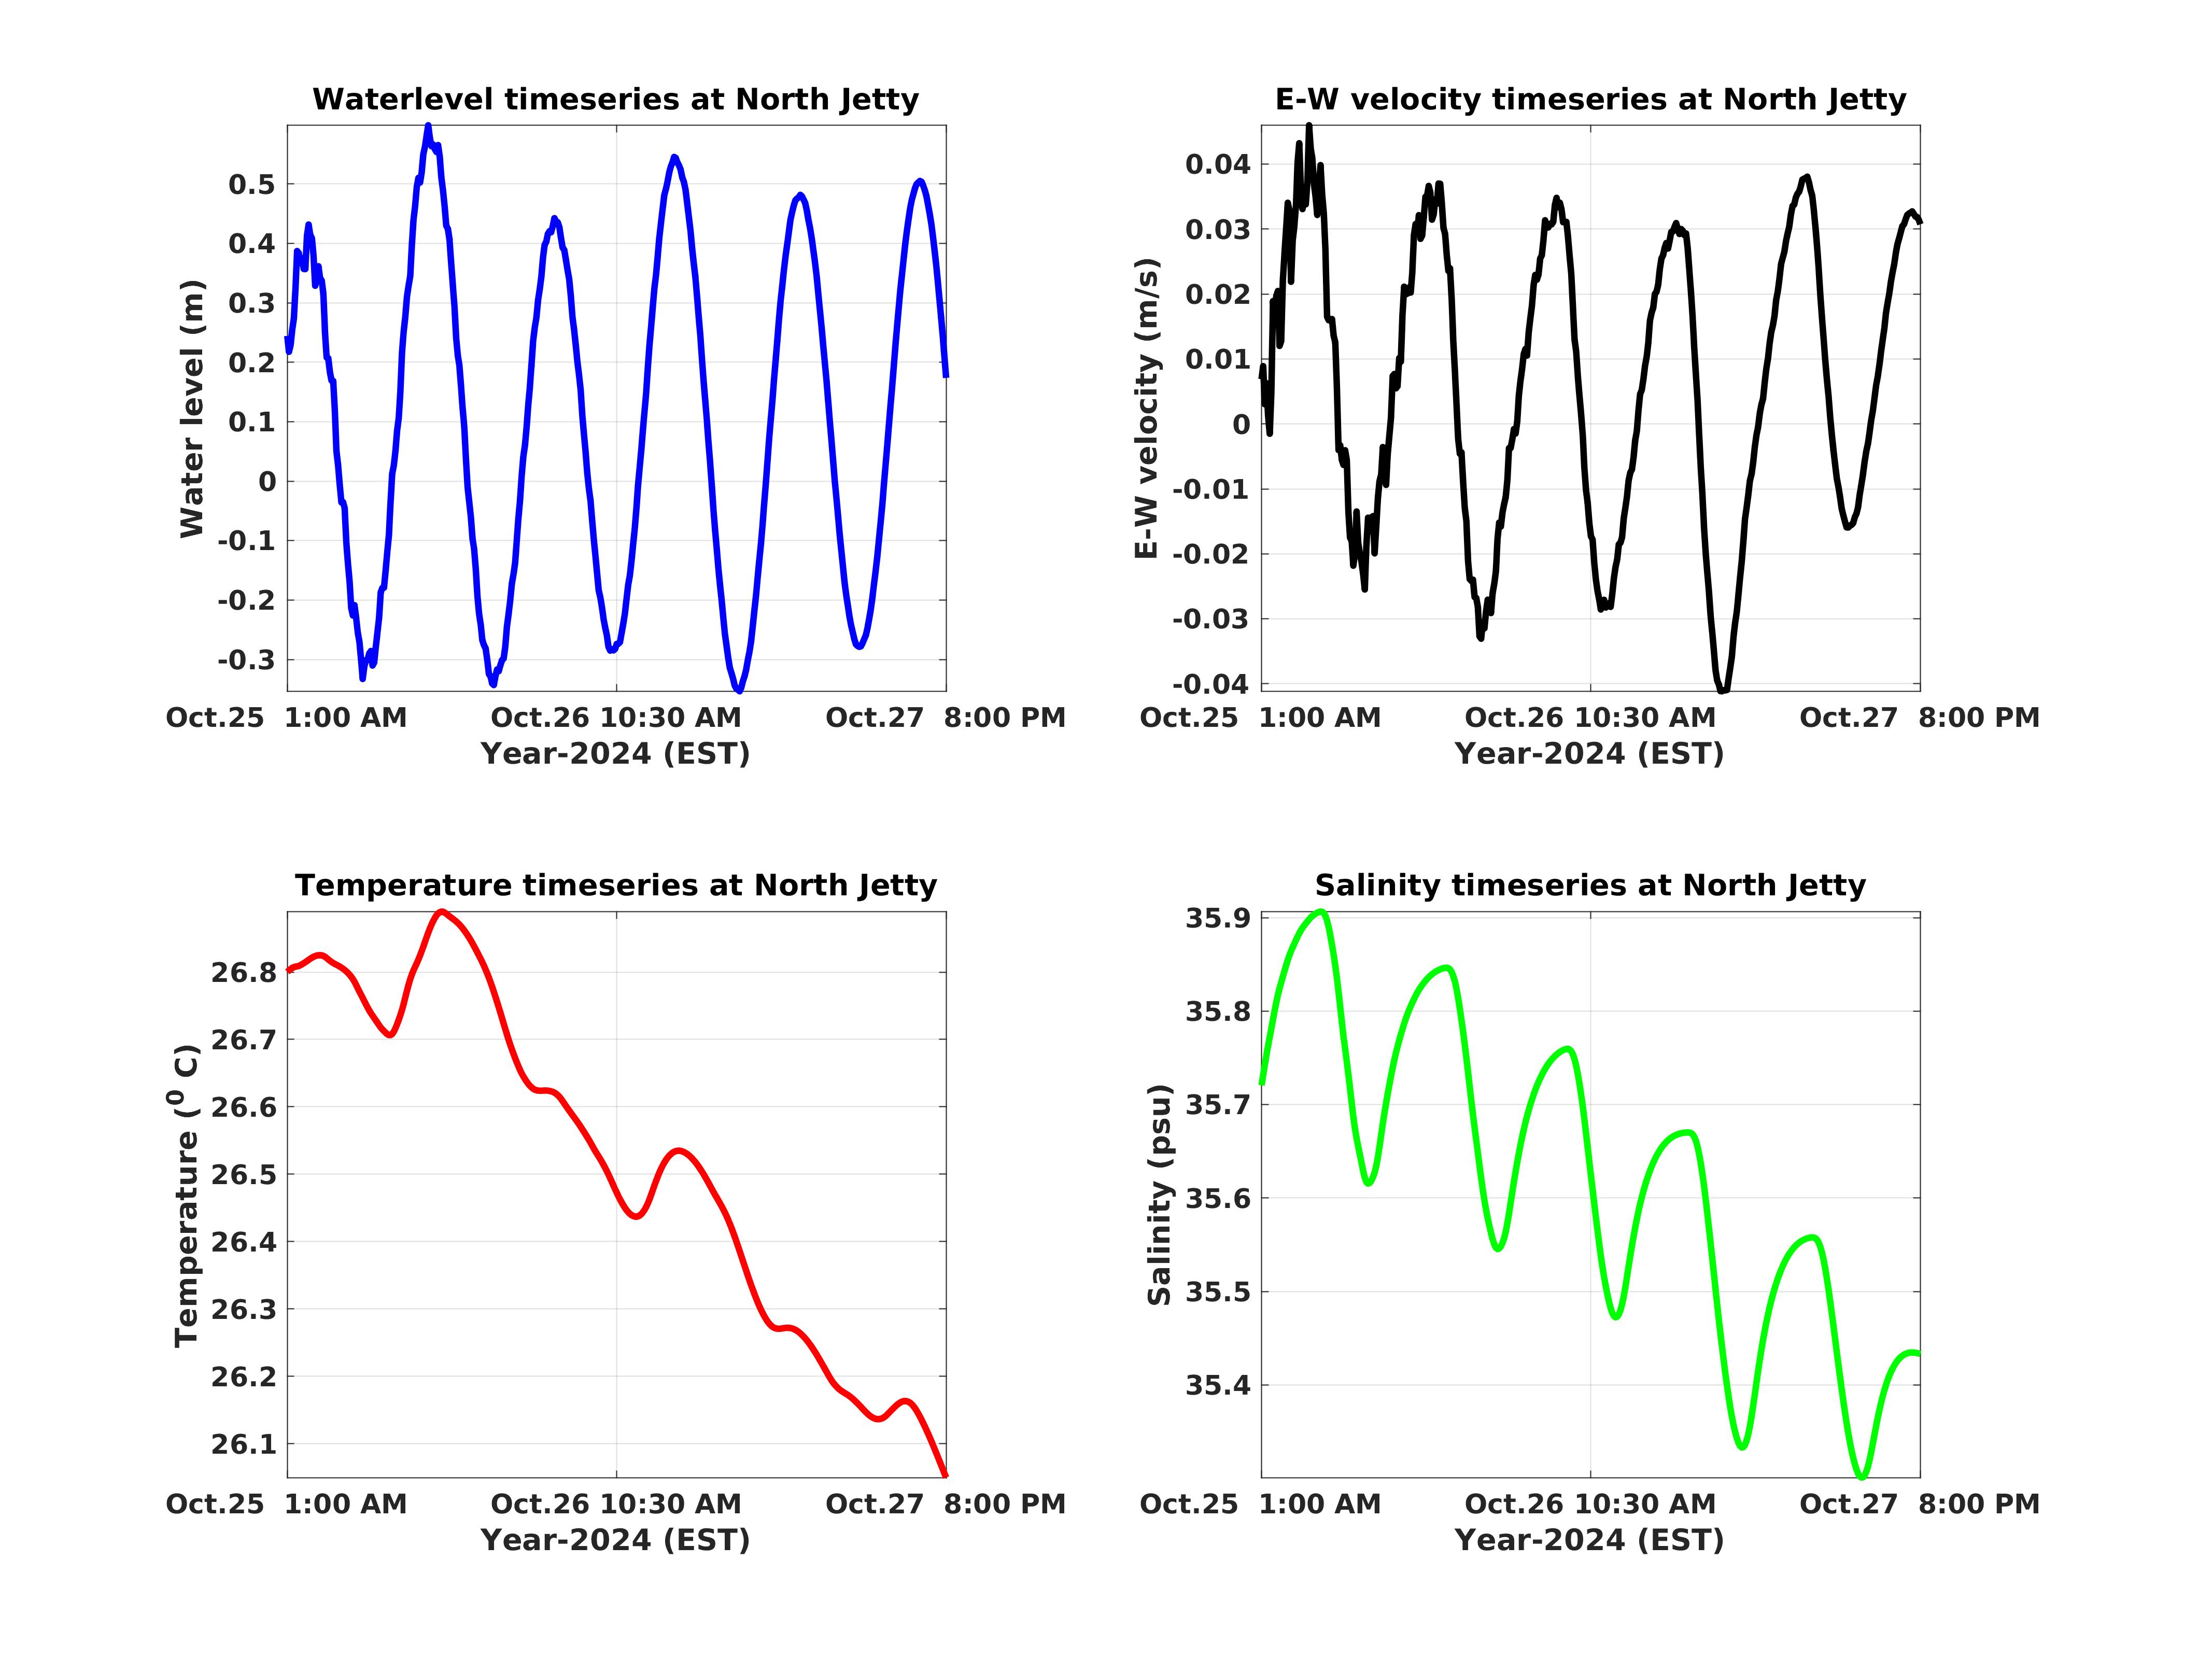 Waterlevel timeseries at North Jetty
Water level (m)
0.5
0.4
0.3
0.2
0.1
0
-0.1
-0.2
-0.3
Oct.25 1:00 AM Oct.26 10:30 AM Oct.27 8:00 PM
Year-2024 (EST)
E-W velocity timeseries at North Jetty
E-W velocity (m/s)
0.04
0.03
0.02
0.01
0
-0.01
-0.02
-0.03
-0.04
Oct.25 1:00 AM Oct.26 10:30 AM Oct.27 8:00 PM
Year-2024 (EST)
Temperature timeseries at North Jetty
Temperature (⁰ C)
26.8
26.7
26.6
26.5
26.4
26.3
26.2
26.1
Oct.25 1:00 AM Oct.26 10:30 AM Oct.27 8:00 PM
Year-2024 (EST)
Salinity timeseries at North Jetty
Salinity (psu)
35.9
35.8
35.7
35.6
35.5
35.4
Oct.25 1:00 AM Oct.26 10:30 AM Oct.27 8:00 PM
Year-2024 (EST)